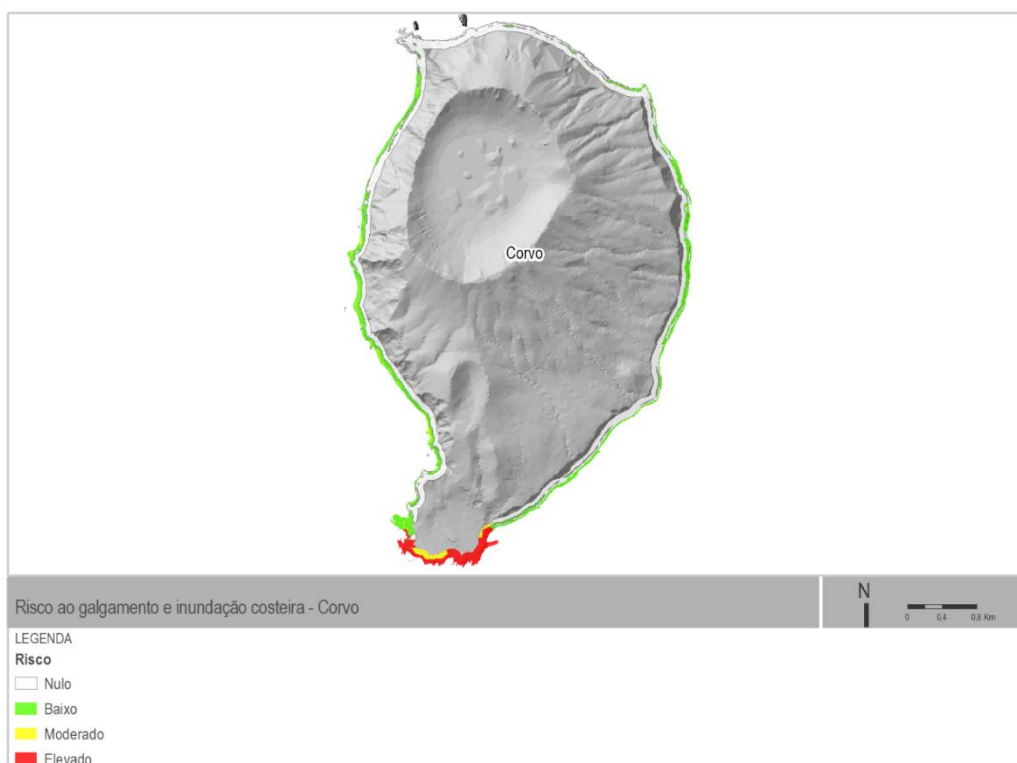 Corvo
Risco ao galgamento e inundação costeira - Corvo
N
0 0,4 0,8 Km
LEGENDA
Risco
Nulo
Baixo
Moderado
Elevado